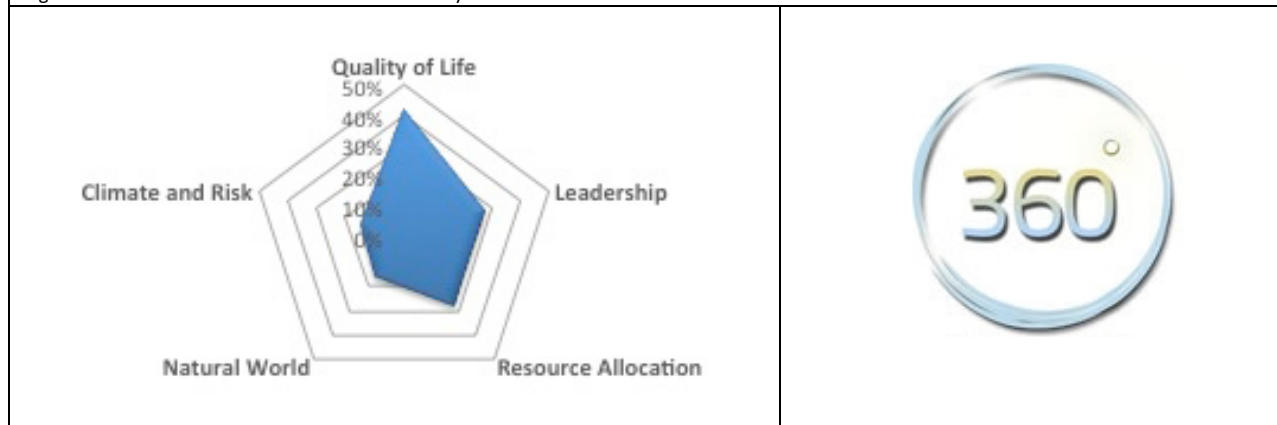 Quality of Life
50%
40%
30%
20%
10%
0%
Climate and Risk
Leadership
Natural World
Resource Allocation
360°